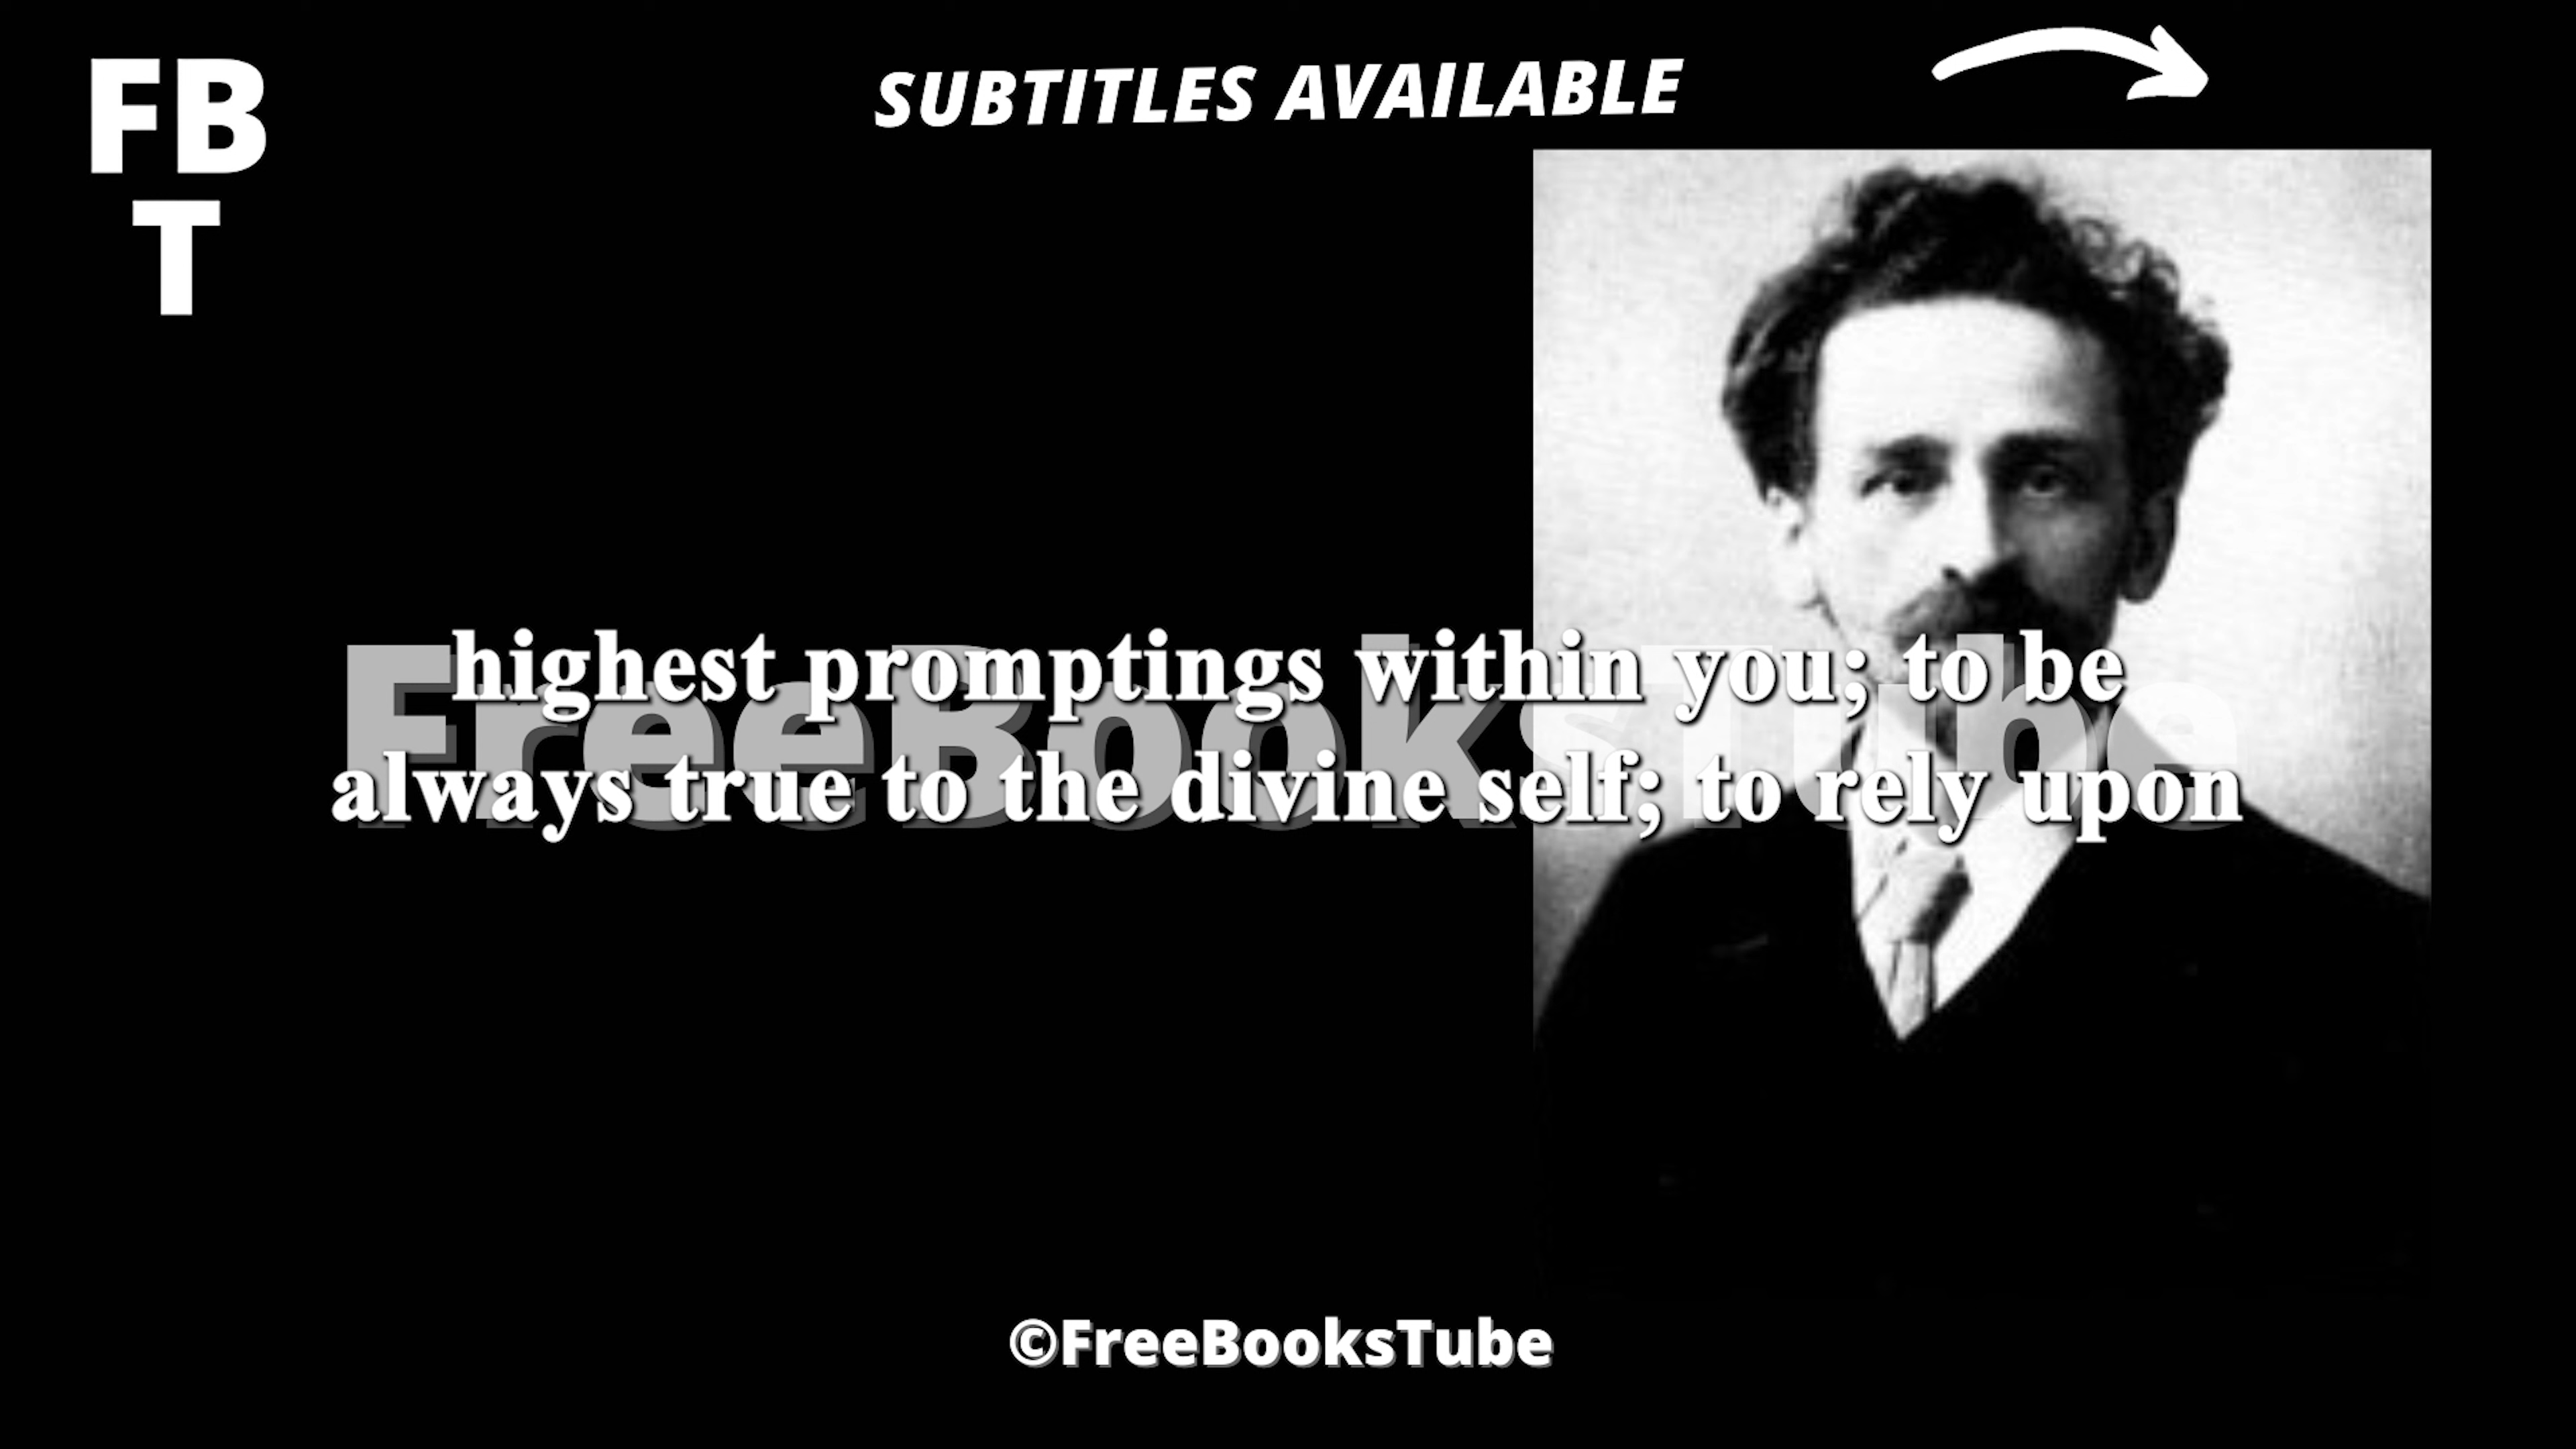 FB
T
SUBTITLES AVAILABLE
highest promptings within you; to be
FreeBooksTube
always true to the divine self; to rely upon
©FreeBooksTube